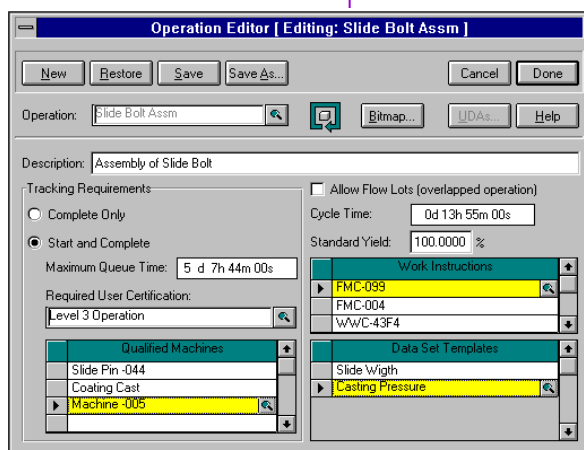 Operation Editor [ Editing: Slide Bolt Assm ]
New Restore Save Save As... Cancel Done
Operation: Slide Bolt Assm Bitmap... UDAs... Help
Description: Assembly of Slide Bolt
Tracking Requirements
Complete Only
Start and Complete
Maximum Queue Time: 5 d 7h 44m 00s
Required User Certification:
Level 3 Operation
Qualified Machines
Slide Pin -044
Coating Cast
Machine -005
Allow Flow Lots (overlapped operation)
Cycle Time: 0d 13h 55m 00s
Standard Yield: 100.0000 %
Work Instructions
FMC-099
FMC-004
WWC-43F4
Data Set Templates
Slide Wigth
Casting Pressure